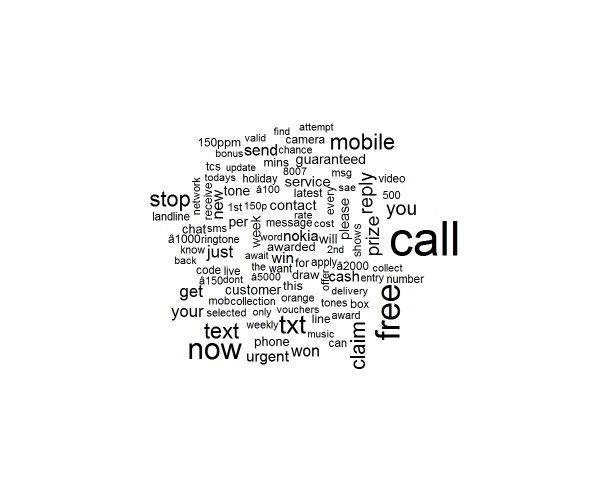 attempt
find
valid
camera
150ppm
mobile
bonus
send
chance
mins
guaranteed
tcs
update
8007
msg
todays
holiday
service
sae
reply
video
network
receive
new
tone
â100
latest
every
500
stop
1st
150p
contact
please
you
landline
rate
per
week
message
cost
prize
call
chat
sms
word
nokia
will
shows
â1000
ringtone
awarded
2nd
know
just
await
win
back
the
want
for
apply
â2000
collect
code
live
draw
offer
cash
entry
number
â150
dont
â5000
this
get
customer
delivery
free
mob
collection
orange
tones
box
your
selected
only
vouchers
award
text
weekly
txt
line
claim
music
now
phone
can
urgent
won